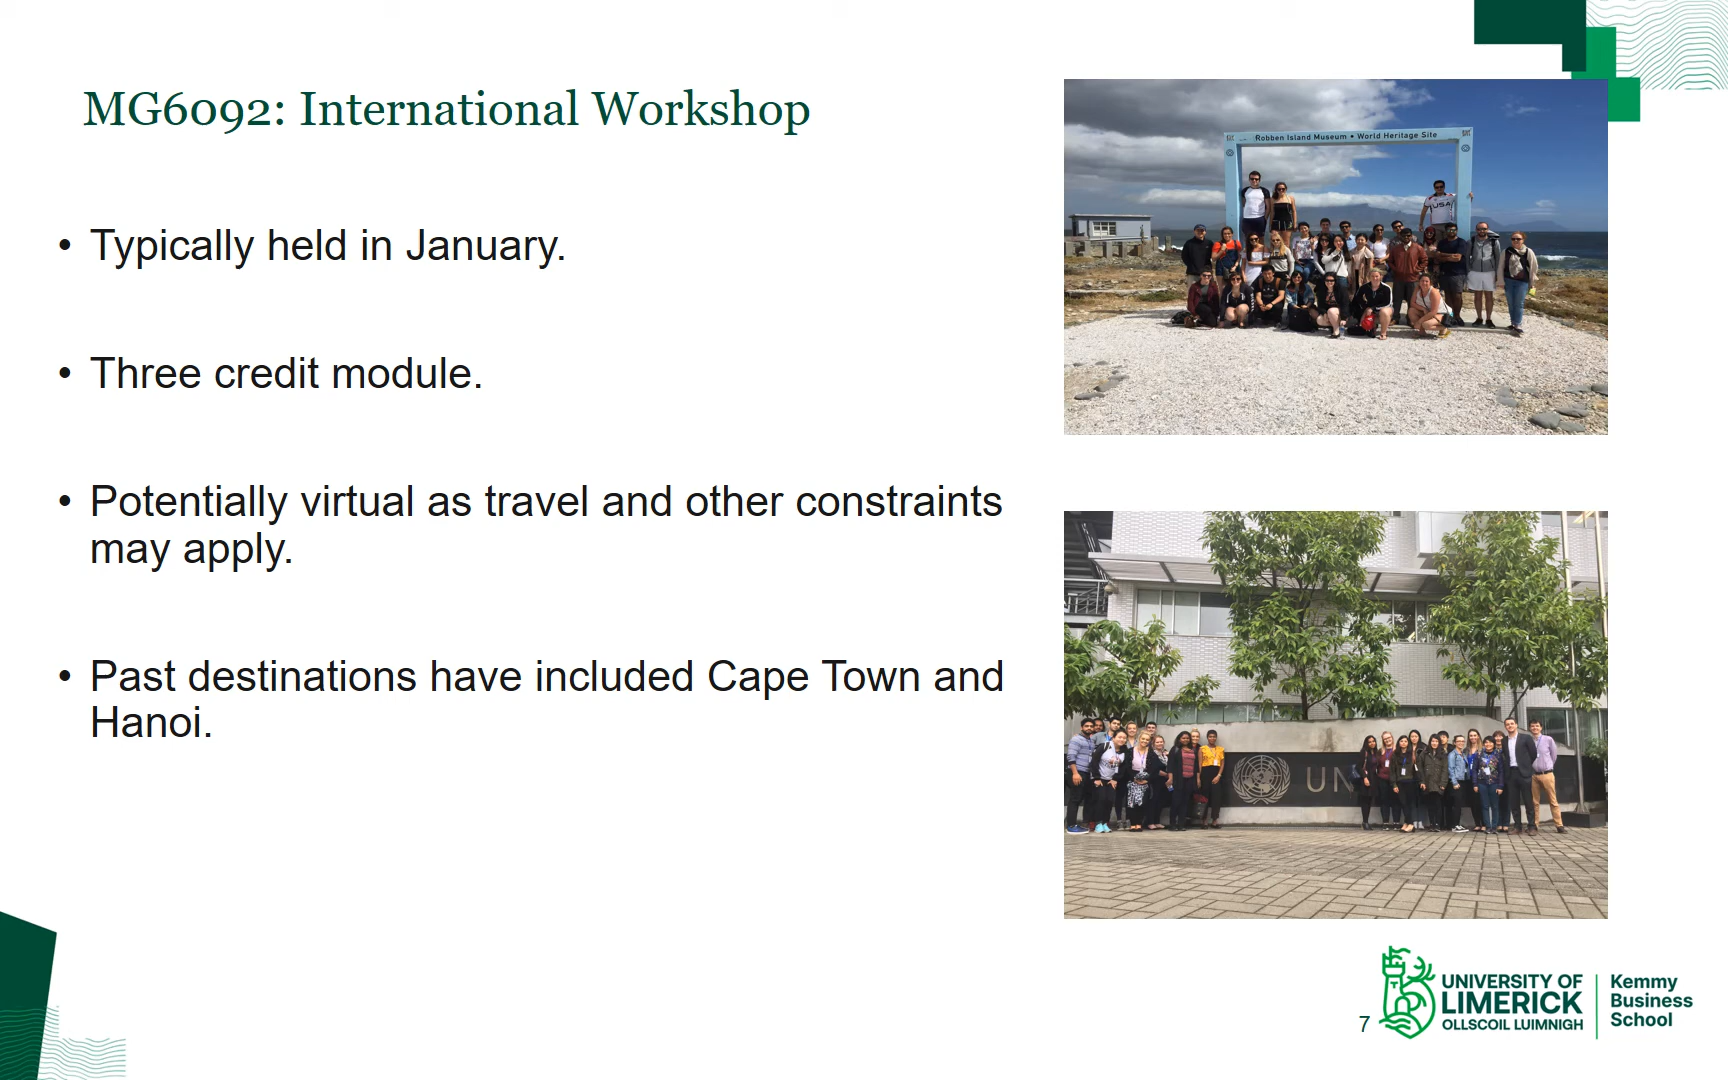 MG6092: International Workshop
• Typically held in January.
• Three credit module.
• Potentially virtual as travel and other constraints
may apply.
• Past destinations have included Cape Town and
Hanoi.
Robben Island Museum • World Heritage Site
USA
UN
7
UNIVERSITY OF
LIMERICK
OLLSCOIL LUIMNIGH
Kemmy
Business
School